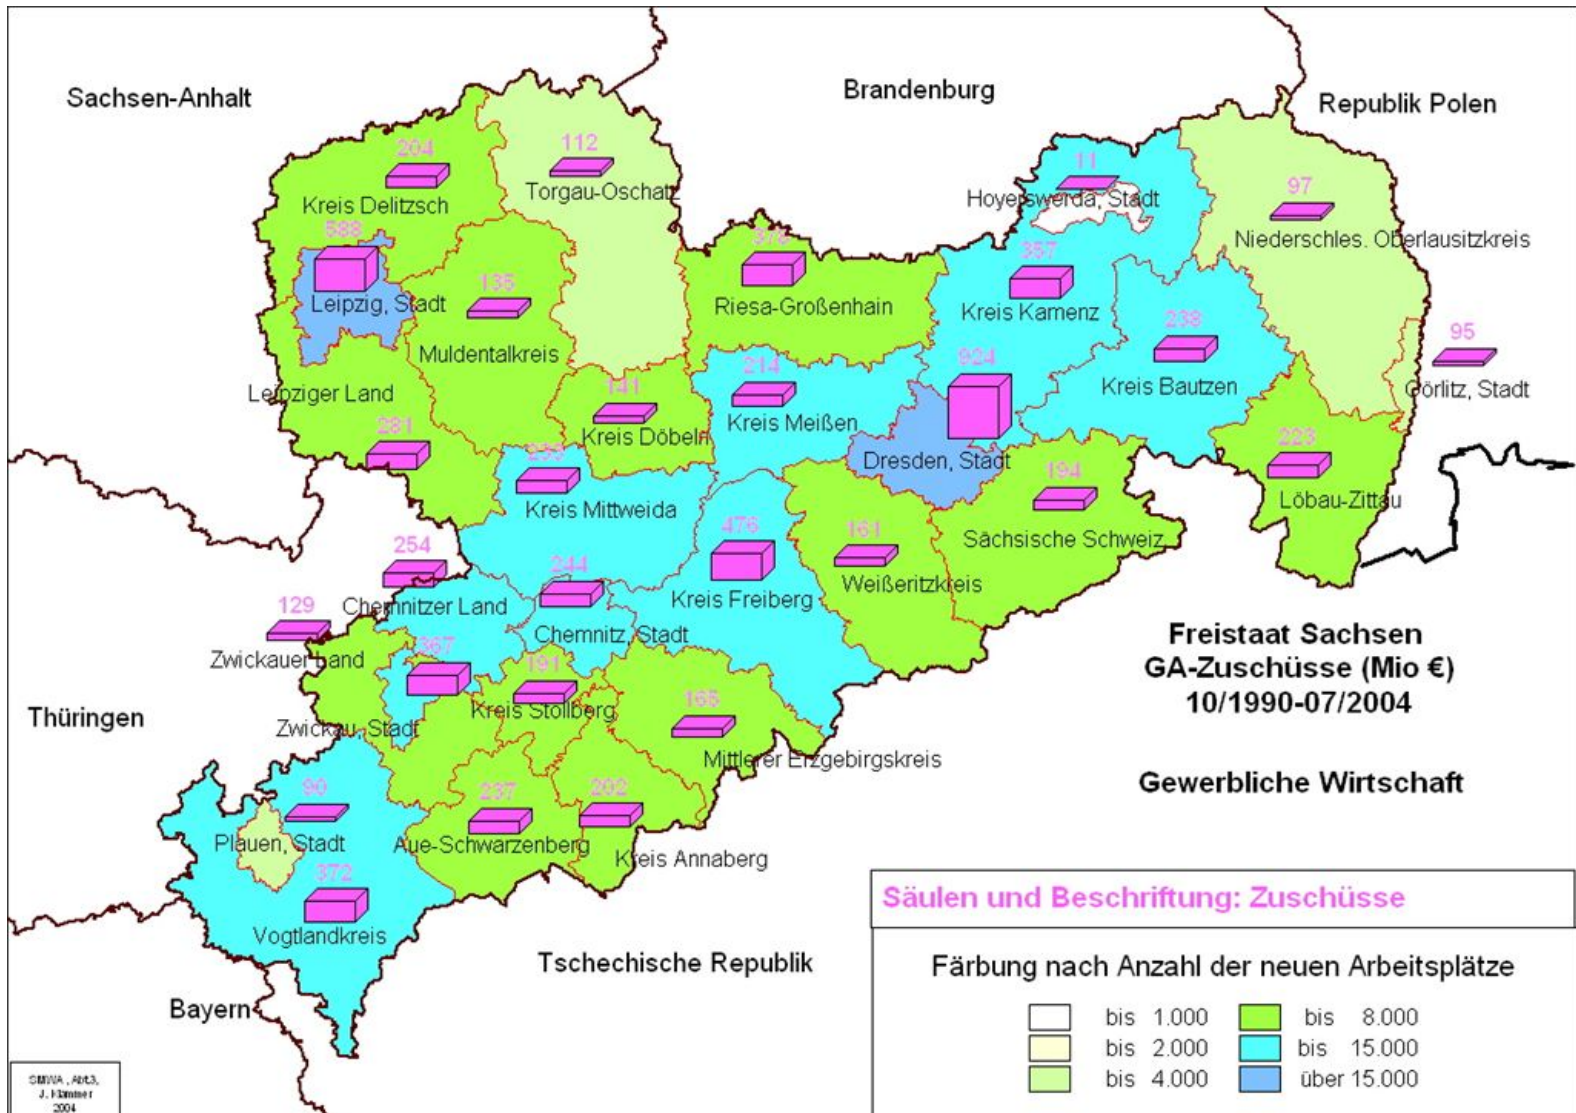 Sachsen-Anhalt
Brandenburg
Republik Polen
204
Kreis Delitzsch
112
Torgau-Oschatz
11
Hoyerswerda, Stadt
97
Niederschles. Oberlausitzkreis
588
Leipzig, Stadt
135
Muldentalkreis
Riesa-Großenhain
357
Kreis Kamenz
238
Kreis Bautzen
95
Görlitz, Stadt
Leipziger Land
281
141
Kreis Döbeln
214
Kreis Meißen
924
Dresden, Stadt
223
Löbau-Zittau
Kreis Mittweida
476
Kreis Freiberg
161
Weißeritzkreis
194
Sächsische Schweiz
254
Chemnitzer Land
244
Chemnitz, Stadt
129
Zwickauer Land
367
Zwickau, Stadt
191
Kreis Stollberg
165
Mittlerer Erzgebirgskreis
Thüringen
90
Plauen, Stadt
237
Aue-Schwarzenberg
202
Kreis Annaberg
372
Vogtlandkreis
Bayern
Tschechische Republik
Freistaat Sachsen
GA-Zuschüsse (Mio €)
10/1990-07/2004
Gewerbliche Wirtschaft
Säulen und Beschriftung: Zuschüsse
Färbung nach Anzahl der neuen Arbeitsplätze
bis 1.000
bis 2.000
bis 4.000
bis 8.000
bis 15.000
über 15.000
SMWA, Abt.3,
J. Klammer
2004